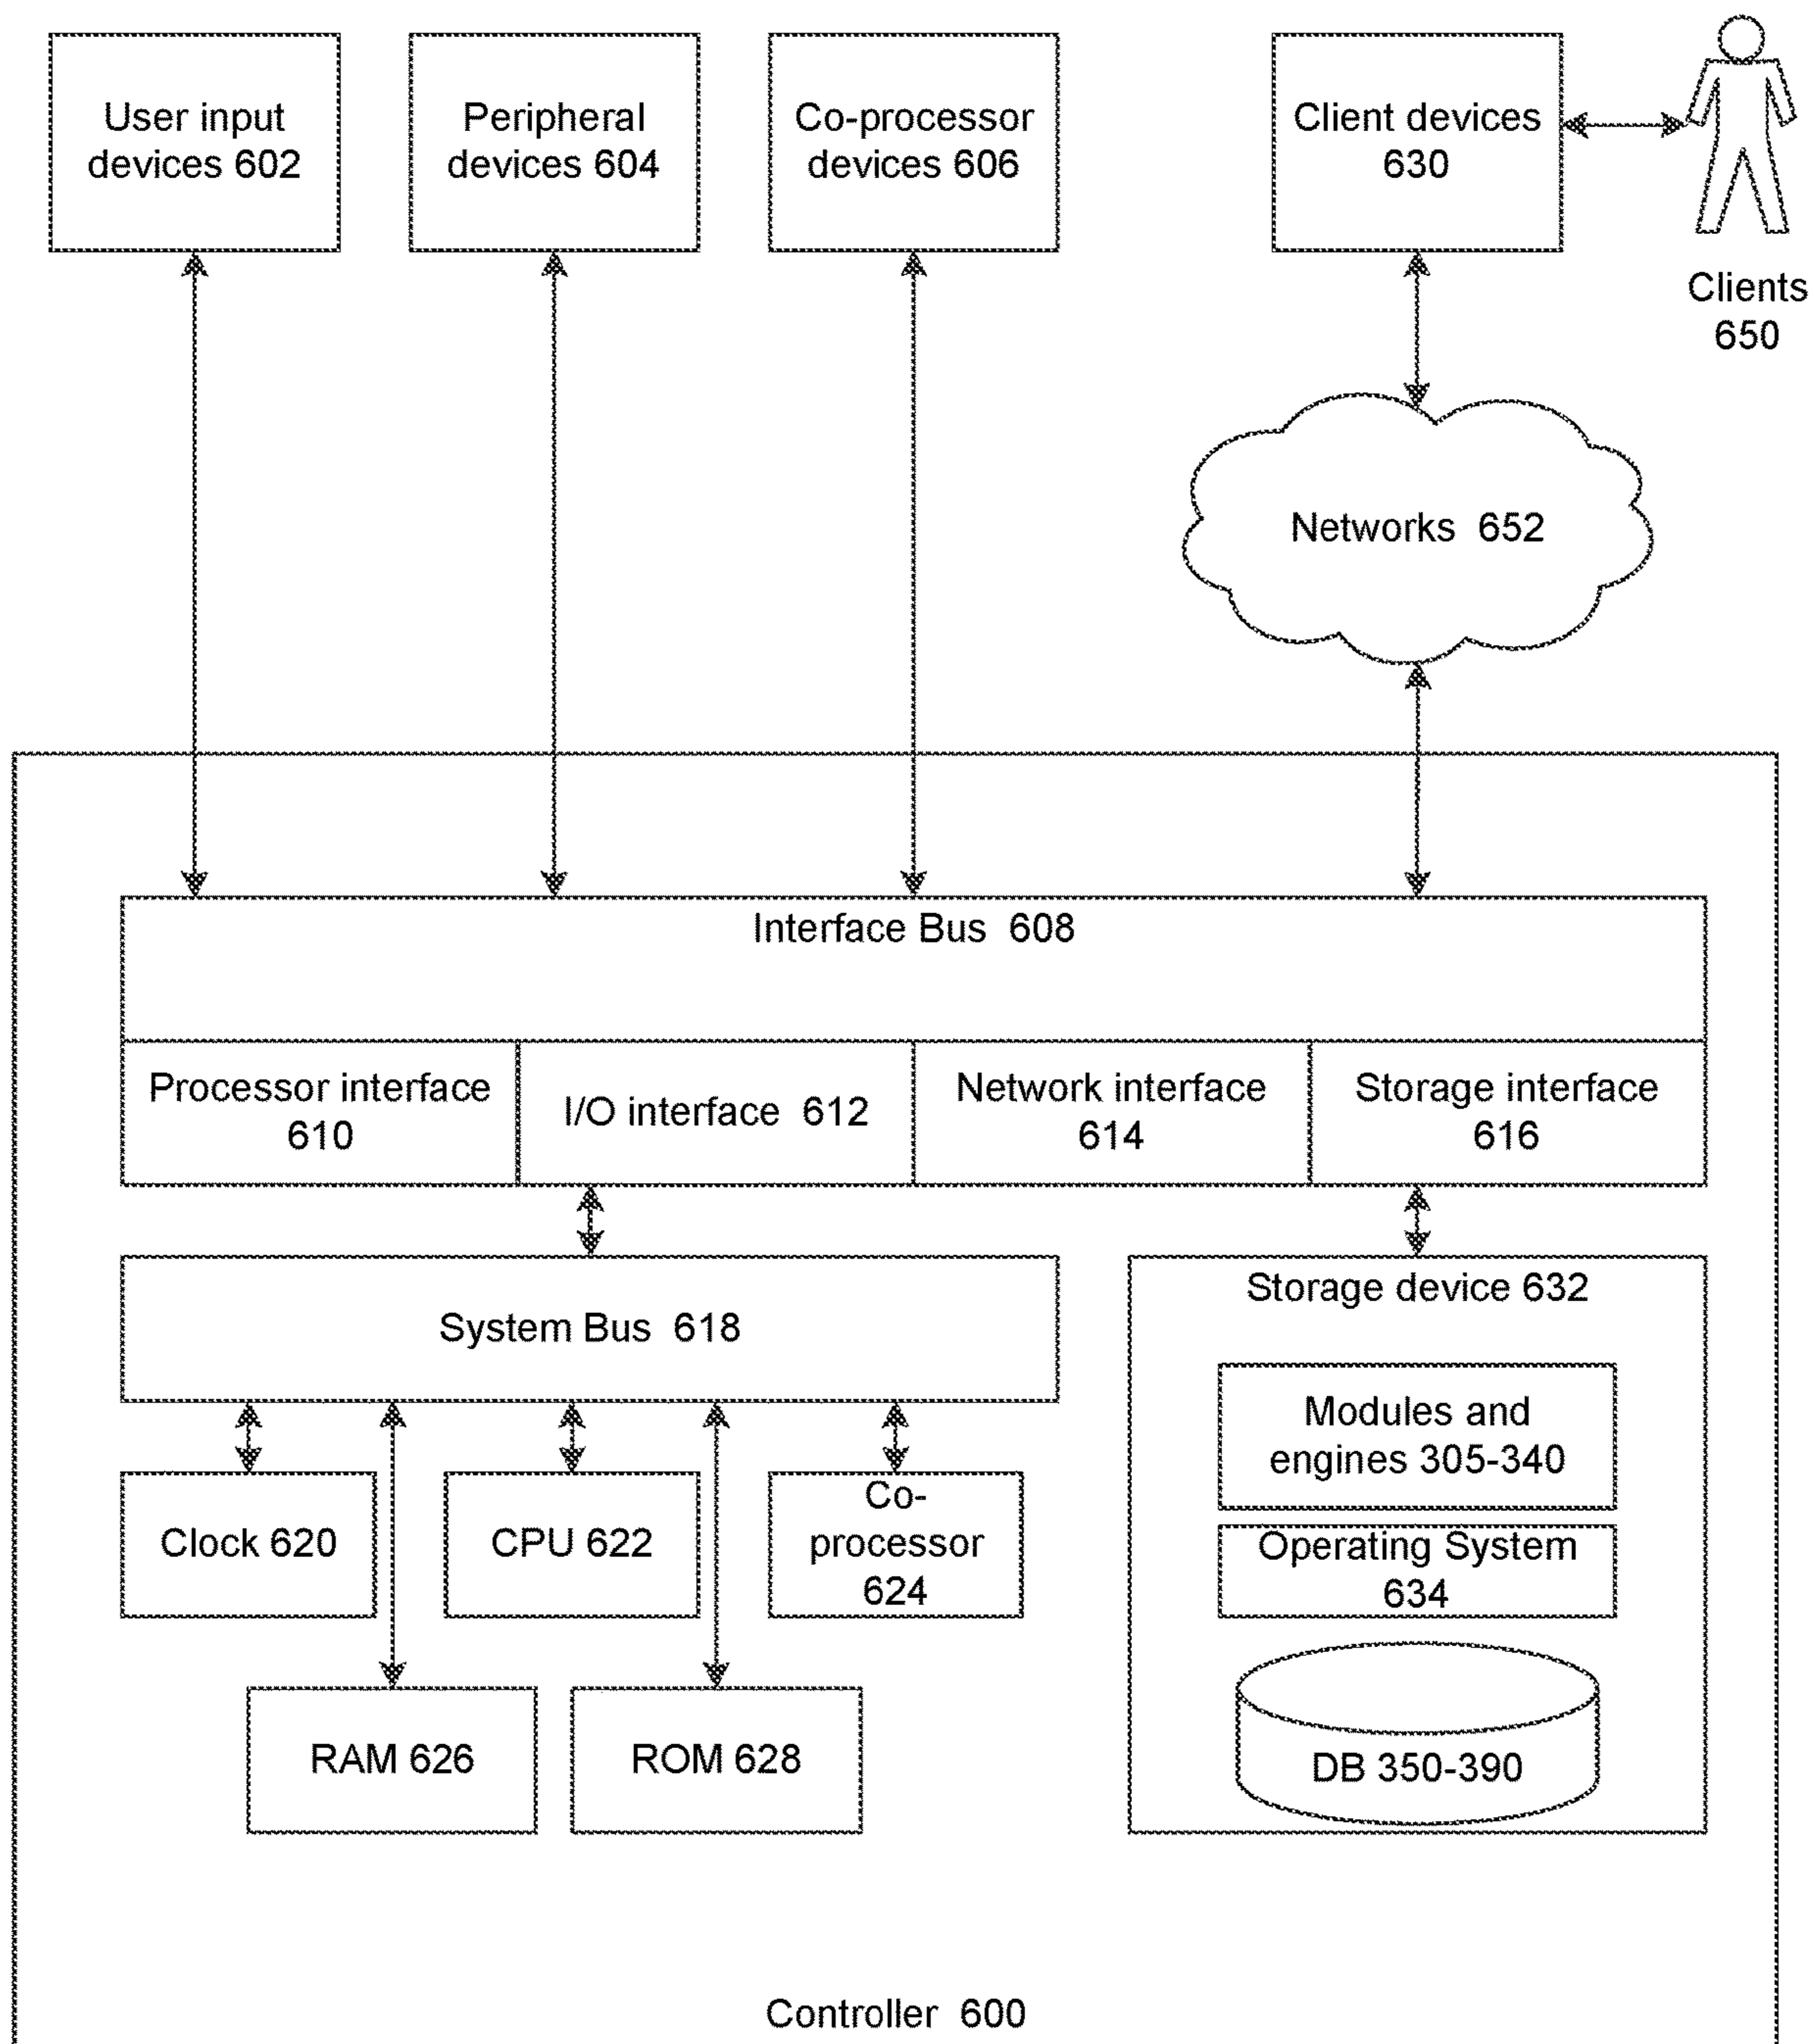 User input
devices 602
Peripheral
devices 604
Co-processor
devices 606
Client devices
630
Clients
650
Networks 652
Interface Bus 608
Processor interface
610
I/O interface 612
Network interface
614
Storage interface
616
System Bus 618
Storage device 632
Modules and
engines 305-340
Operating System
634
DB 350-390
Clock 620
CPU 622
Co-
processor
624
RAM 626
ROM 628
Controller 600